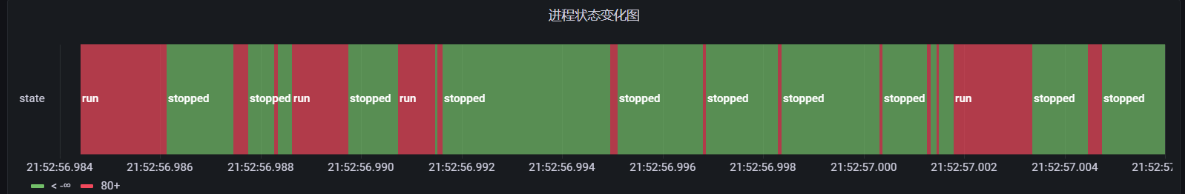 进程状态变化图
state run stopped stopped run stopped run stopped stopped stopped stopped stopped run stopped stopped
21:52:56.984 21:52:56.986 21:52:56.988 21:52:56.990 21:52:56.992 21:52:56.994 21:52:56.996 21:52:56.998 21:52:57.000 21:52:57.002 21:52:57.004 21:52:57
< -∞ 80+